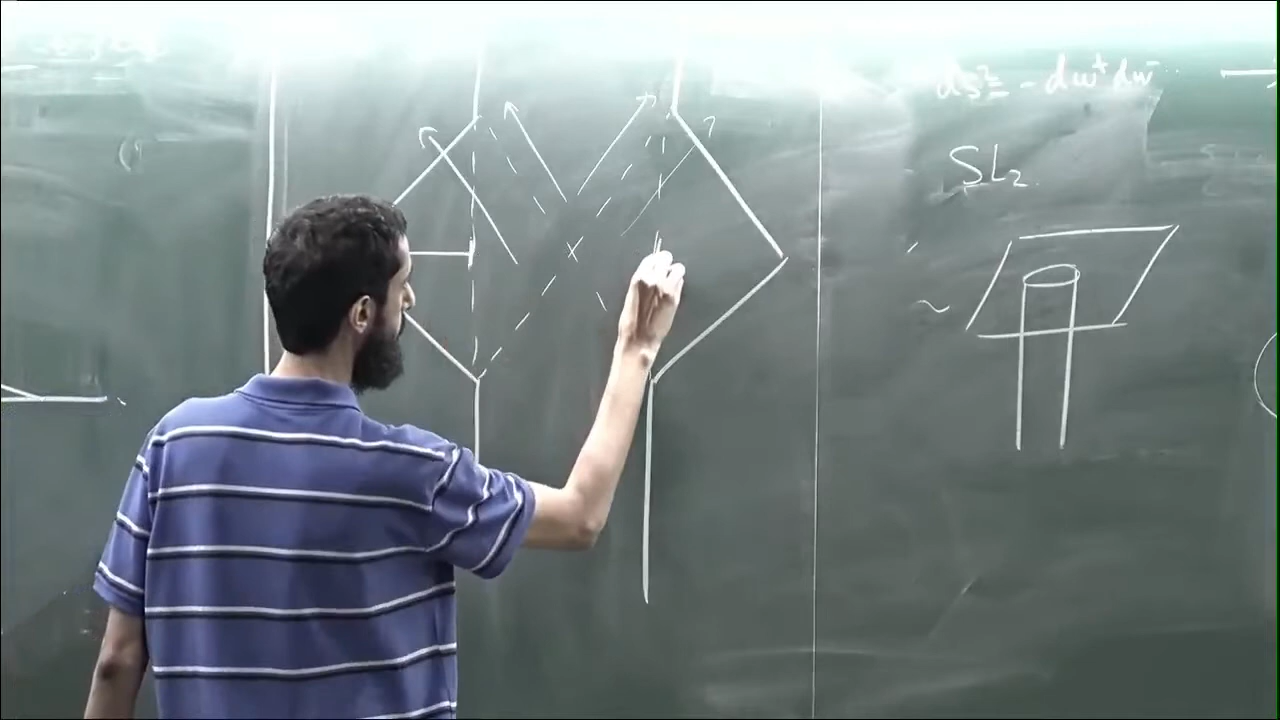 ds² = - dw⁺ dw⁻
SL₂
~